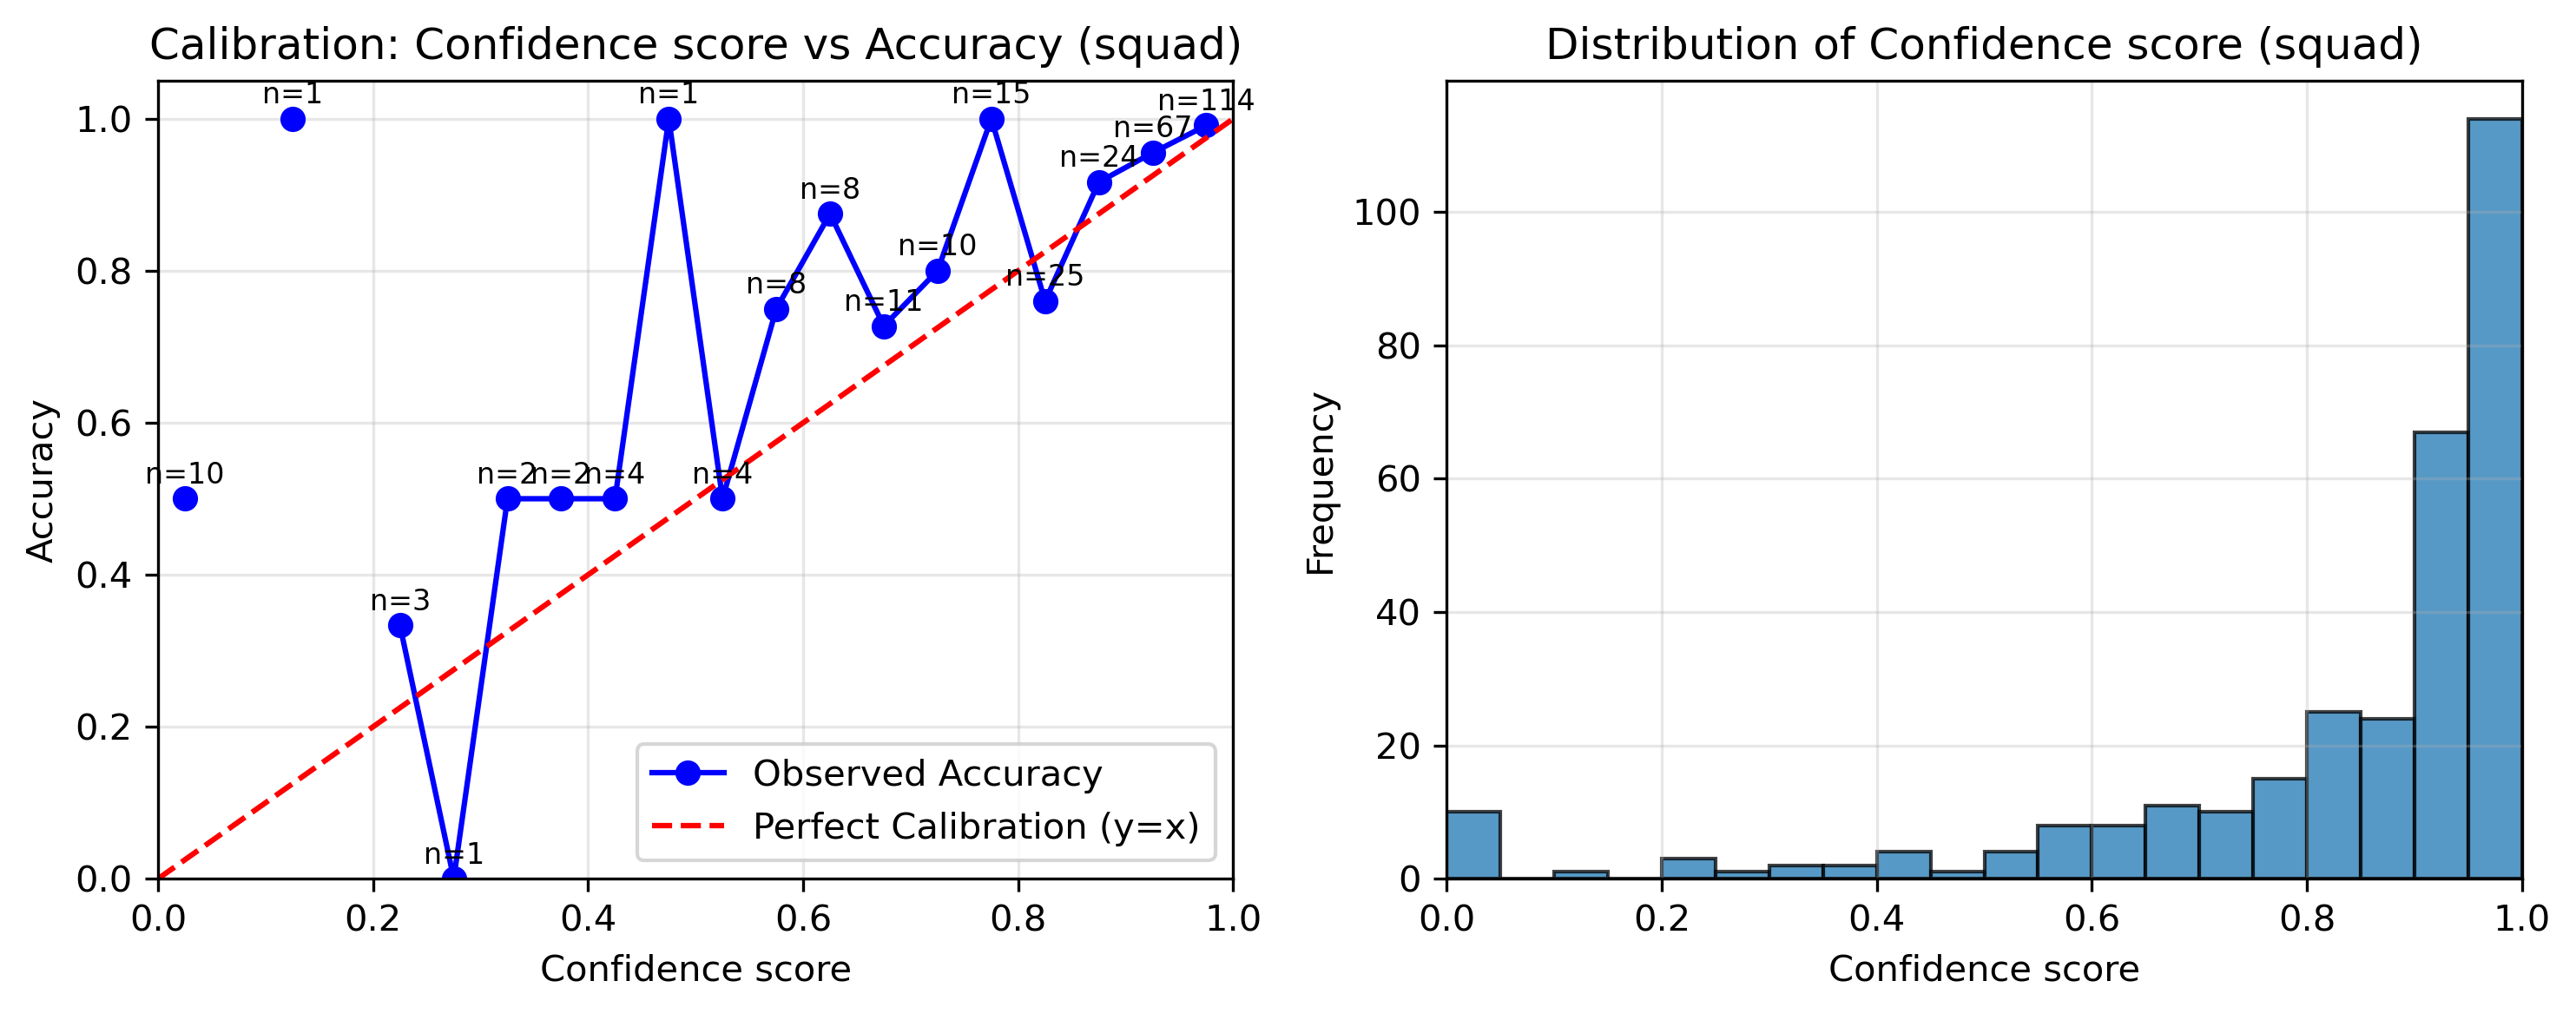 Calibration: Confidence score vs Accuracy (squad)
n=1
n=1
n=15
n=114
n=67
n=24
n=8
n=10
n=8
n=11
n=25
n=10
n=2
n=2
n=4
n=4
n=3
n=1
1.0
0.8
0.6
0.4
0.2
0.0
Accuracy
Observed Accuracy
Perfect Calibration (y=x)
0.0 0.2 0.4 0.6 0.8 1.0
Confidence score
Distribution of Confidence score (squad)
100
80
60
40
20
0
Frequency
0.0 0.2 0.4 0.6 0.8 1.0
Confidence score